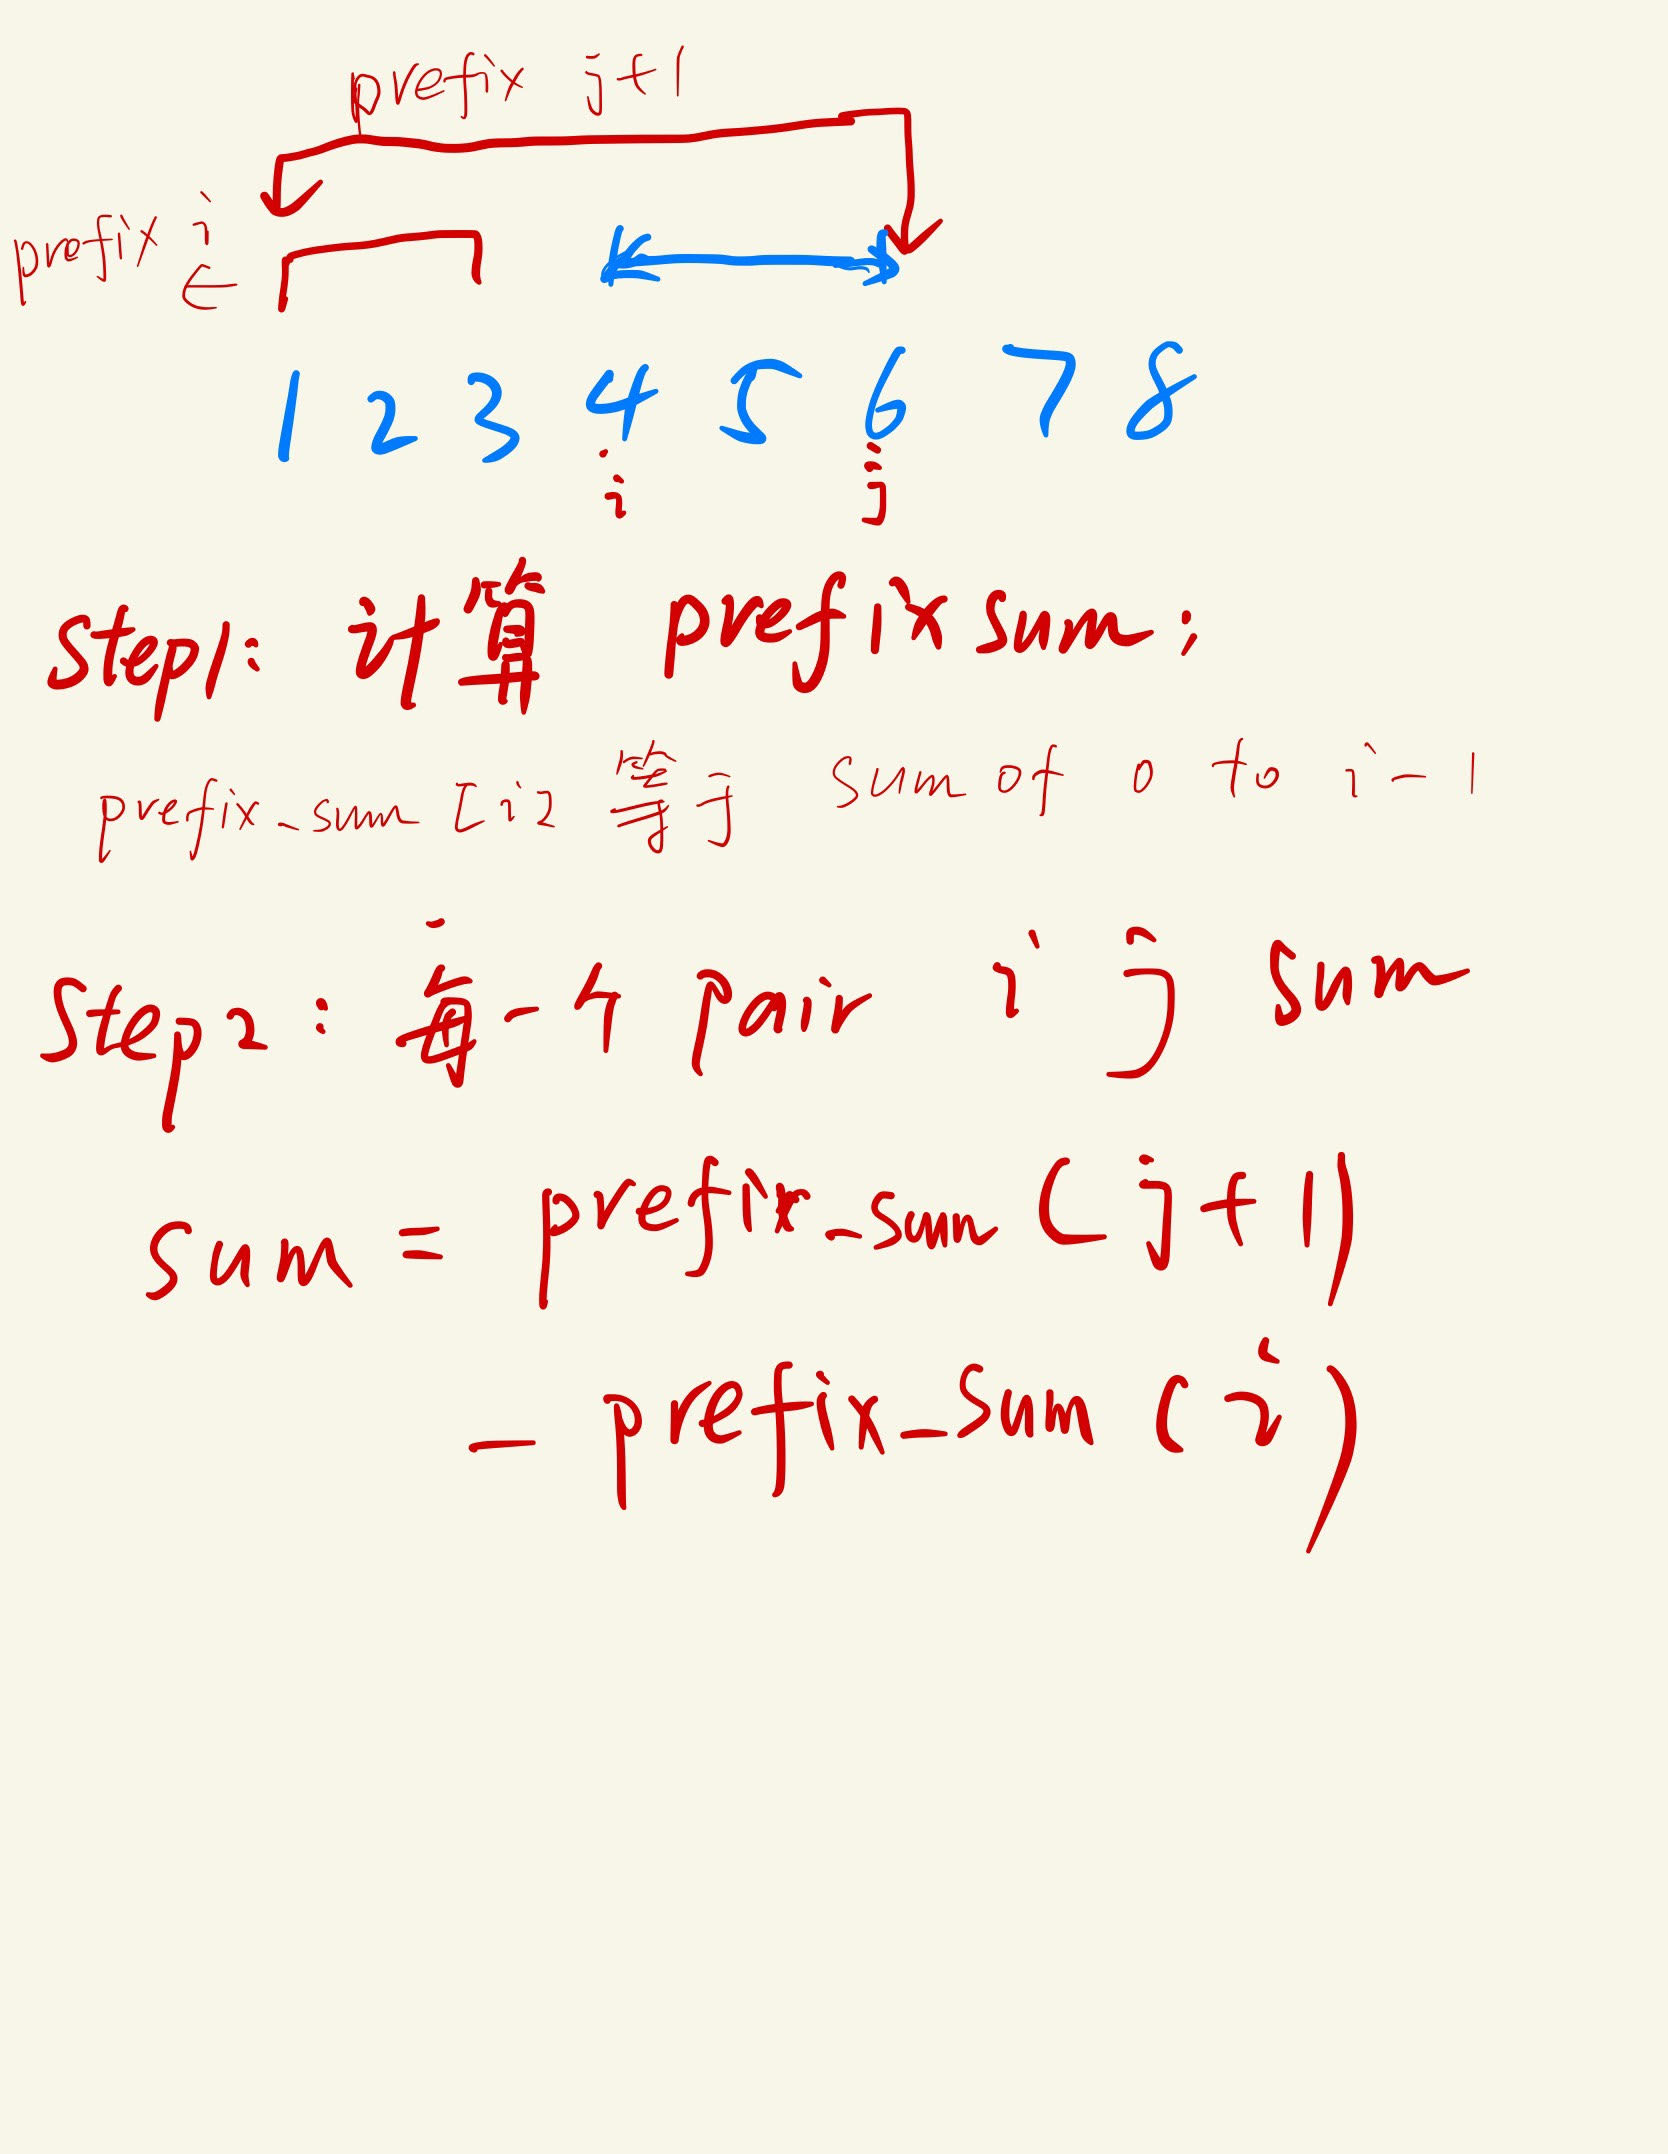 prefix j+1
prefix i
1 2 3 4 5 6 7 8
i j
Step1: 计算 prefix sum;
prefix_sum [i] 等于 sum of 0 to i-1
Step2: 每一个 pair i j sum
sum = prefix_sum (j+1)
- prefix_sum (i)